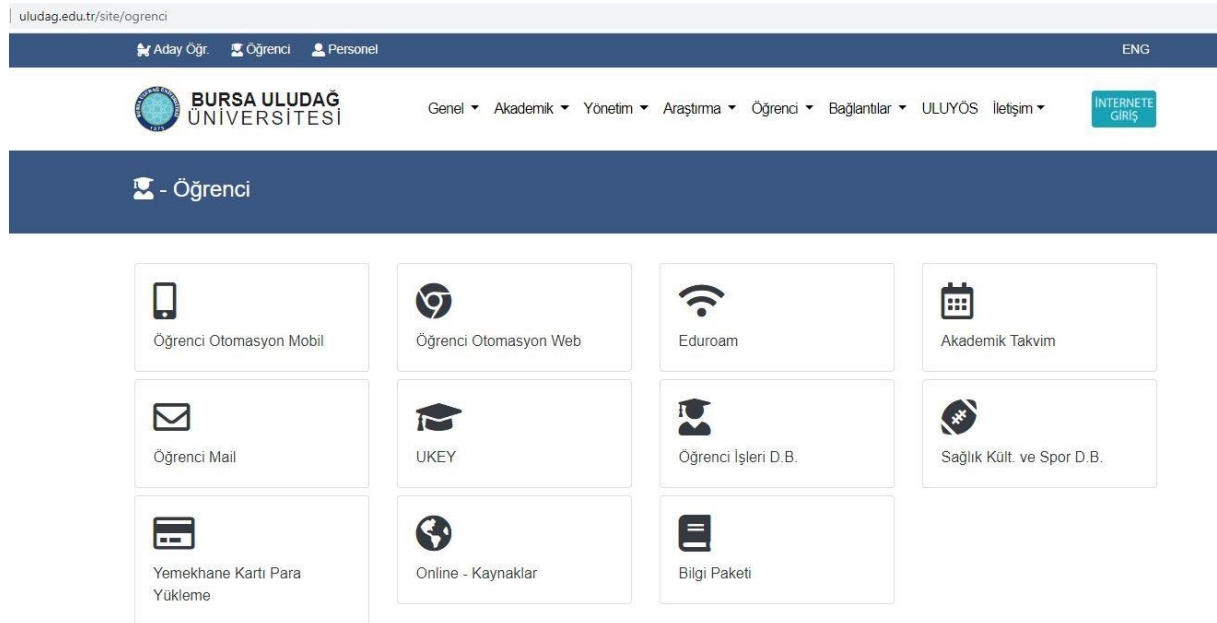 uludag.edu.tr/site/ogrenci
Aday Öğr. Öğrenci Personel ENG
BURSA ULUDAĞ
ÜNİVERSİTESİ
Genel Akademik Yönetim Araştırma Öğrenci Bağlantılar ULUYÖS İletişim
İNTERNETE
GİRİŞ
- Öğrenci
Öğrenci Otomasyon Mobil
Öğrenci Otomasyon Web
Eduroam
Akademik Takvim
Öğrenci Mail
UKEY
Öğrenci İşleri D.B.
Sağlık Kült. ve Spor D.B.
Yemekhane Kartı Para
Yükleme
Online - Kaynaklar
Bilgi Paketi